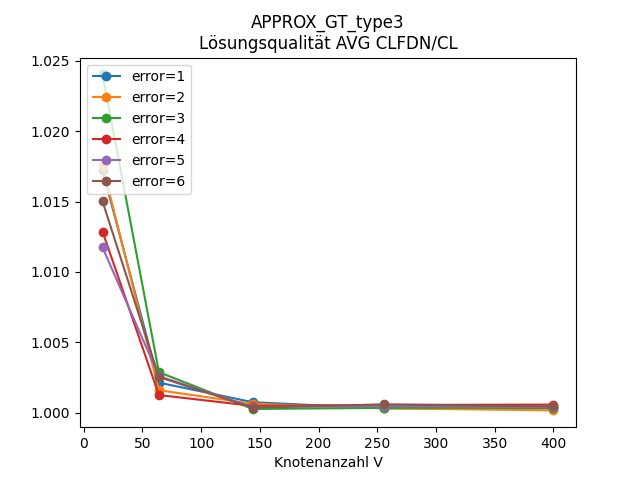 APPROX_GT_type3
Lösungsqualität AVG CLFDN/CL
1.025
1.020
1.015
1.010
1.005
1.000
error=1
error=2
error=3
error=4
error=5
error=6
0 50 100 150 200 250 300 350 400
Knotenanzahl V